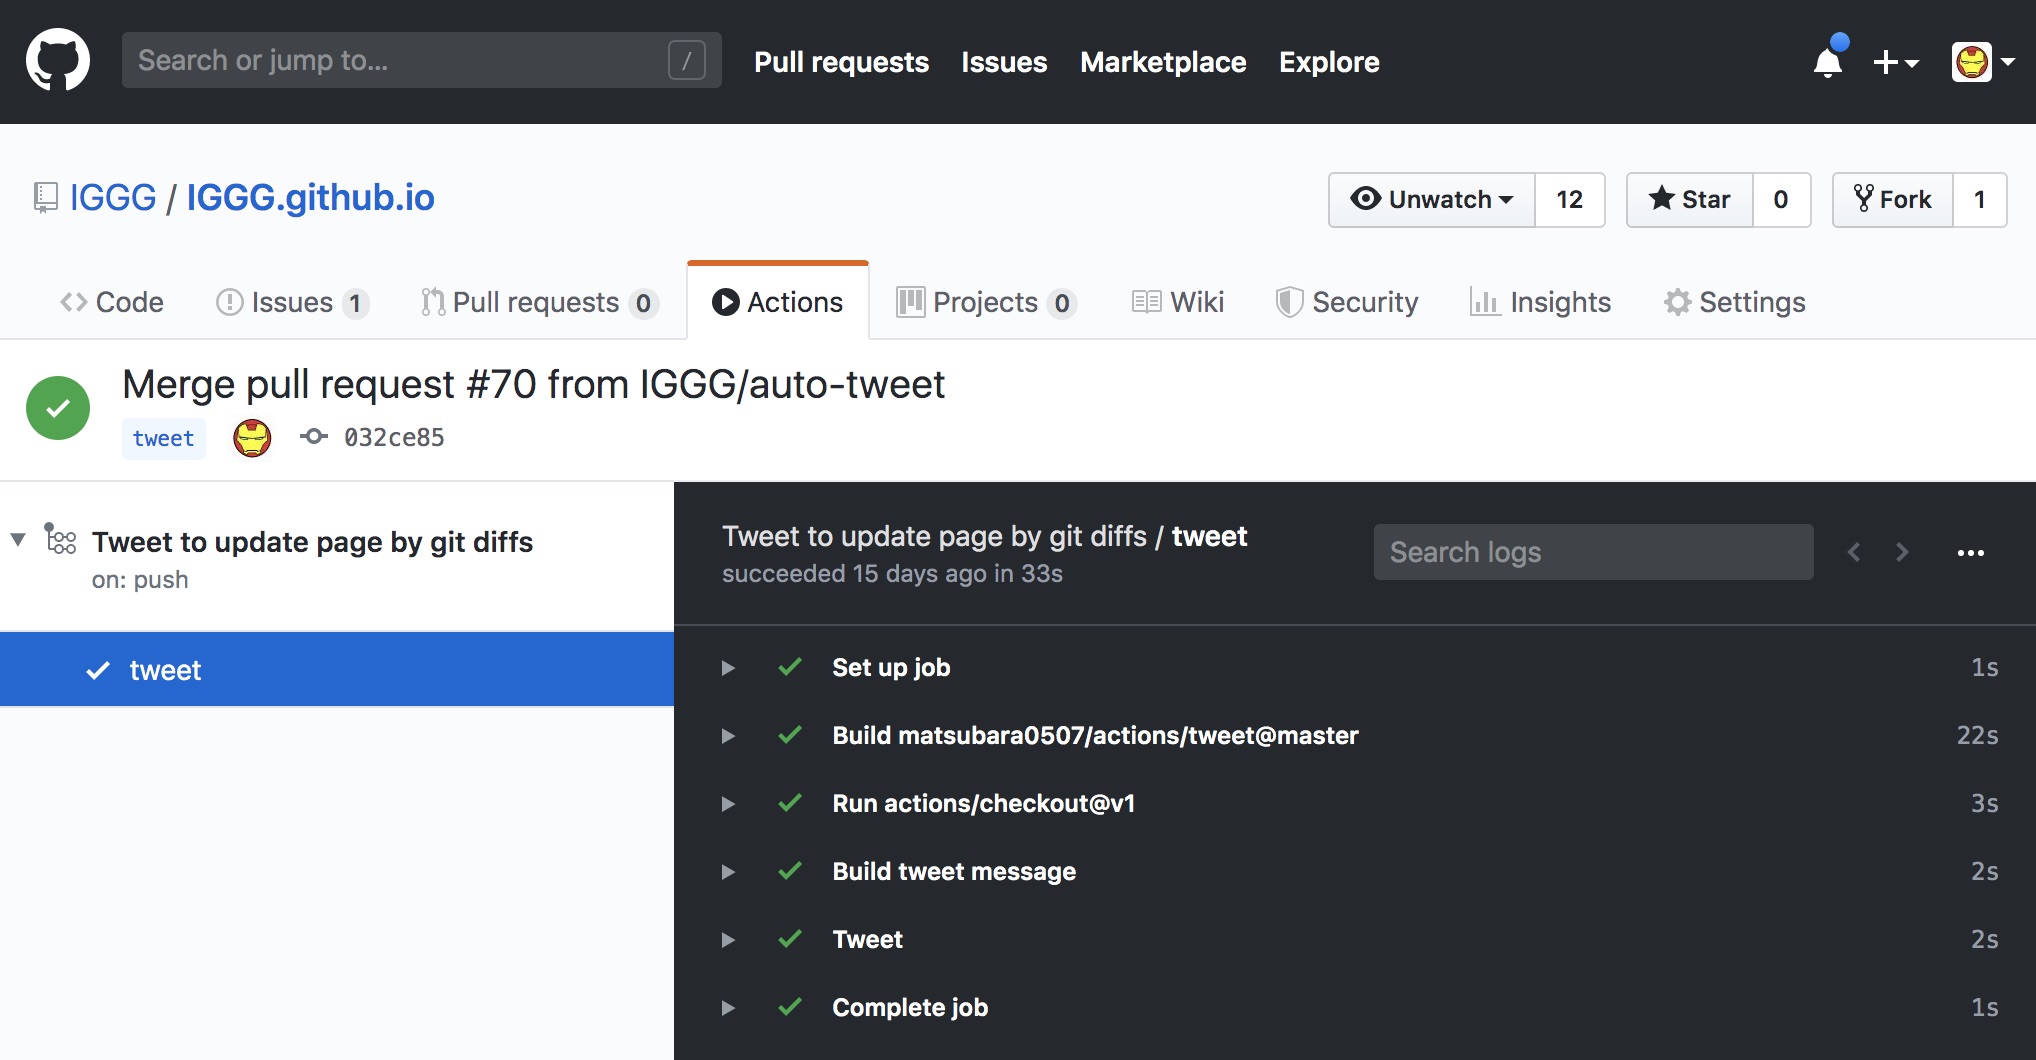 Search or jump to... / Pull requests Issues Marketplace Explore
IGGG / IGGG.github.io Unwatch 12 Star 0 Fork 1
Code Issues 1 Pull requests 0 Actions Projects 0 Wiki Security Insights Settings
Merge pull request #70 from IGGG/auto-tweet
tweet 032ce85
Tweet to update page by git diffs
on: push
tweet
Tweet to update page by git diffs / tweet Search logs
succeeded 15 days ago in 33s
Set up job 1s
Build matsubara0507/actions/tweet@master 22s
Run actions/checkout@v1 3s
Build tweet message 2s
Tweet 2s
Complete job 1s